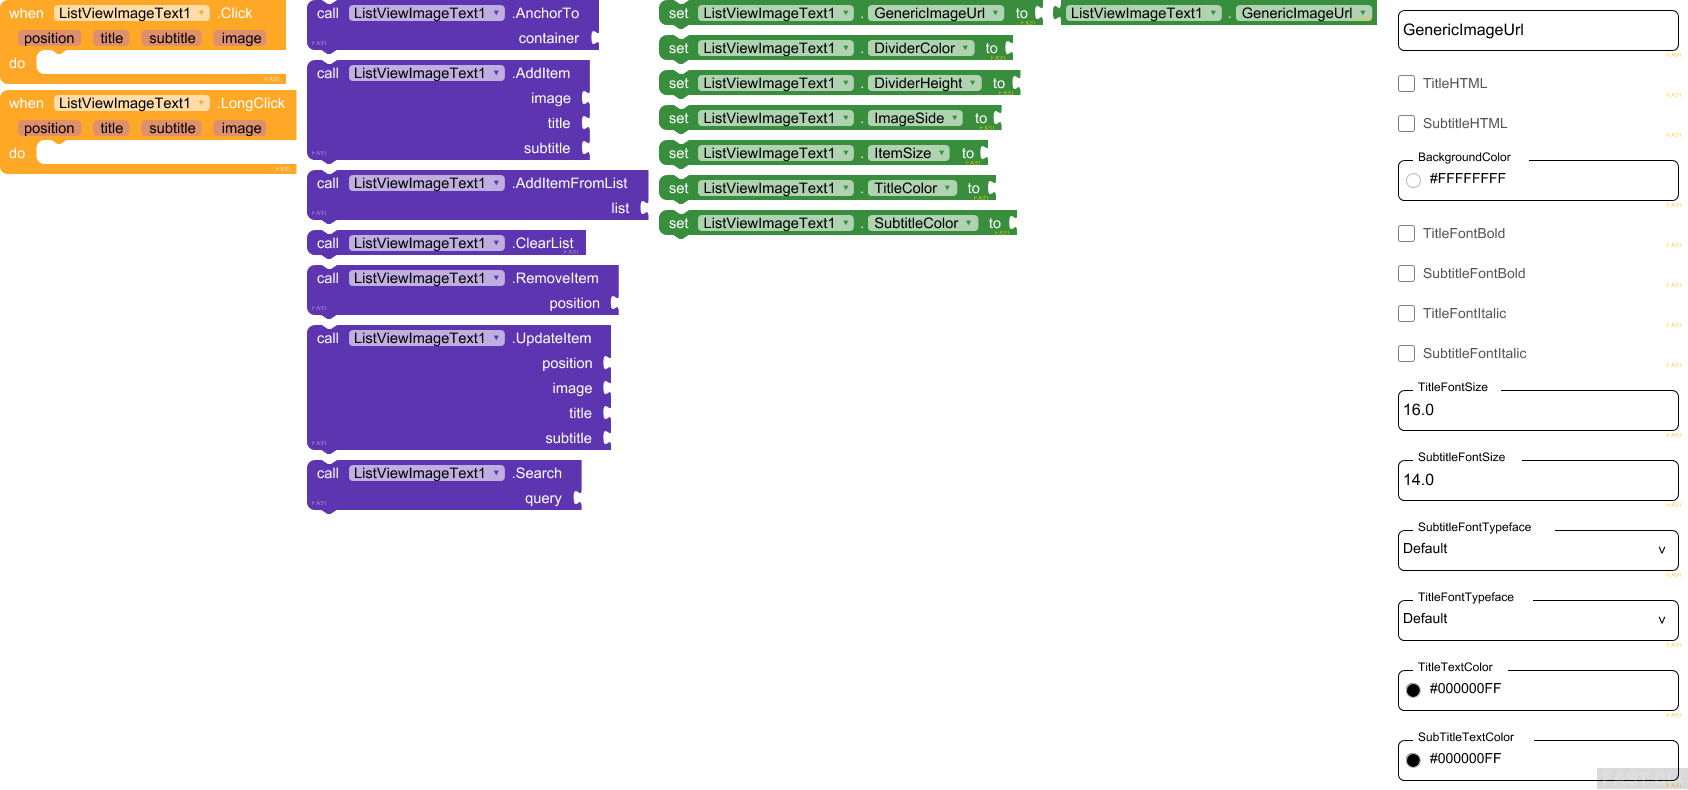 when ListViewImageText1 .Click
position title subtitle image
do
when ListViewImageText1 .LongClick
position title subtitle image
do
call ListViewImageText1 .AnchorTo
container
call ListViewImageText1 .AddItem
image
title
subtitle
call ListViewImageText1 .AddItemFromList
list
call ListViewImageText1 .ClearList
call ListViewImageText1 .RemoveItem
position
call ListViewImageText1 .UpdateItem
position
image
title
subtitle
call ListViewImageText1 .Search
query
set ListViewImageText1 . GenericImageUrl to
ListViewImageText1 . GenericImageUrl
set ListViewImageText1 . DividerColor to
set ListViewImageText1 . DividerHeight to
set ListViewImageText1 . ImageSide to
set ListViewImageText1 . ItemSize to
set ListViewImageText1 . TitleColor to
set ListViewImageText1 . SubtitleColor to
GenericImageUrl
TitleHTML
SubtitleHTML
BackgroundColor
#FFFFFFFF
TitleFontBold
SubtitleFontBold
TitleFontItalic
SubtitleFontItalic
TitleFontSize
16.0
SubtitleFontSize
14.0
SubtitleFontTypeface
Default v
TitleFontTypeface
Default v
TitleTextColor
#000000FF
SubTitleTextColor
#000000FF